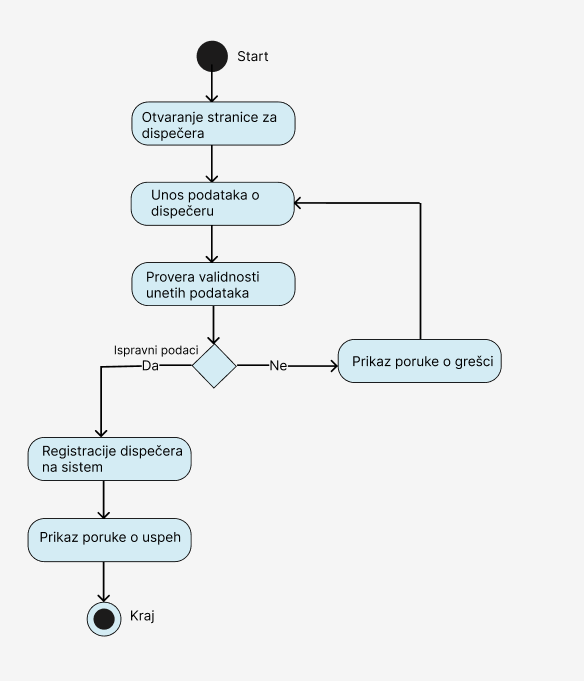 Start
Otvaranje stranice za
dispečera
Unos podataka o
dispečeru
Provera validnosti
unetih podataka
Ispravni podaci
Da
Ne
Prikaz poruke o grešci
Registracije dispečera
na sistem
Prikaz poruke o uspeh
Kraj